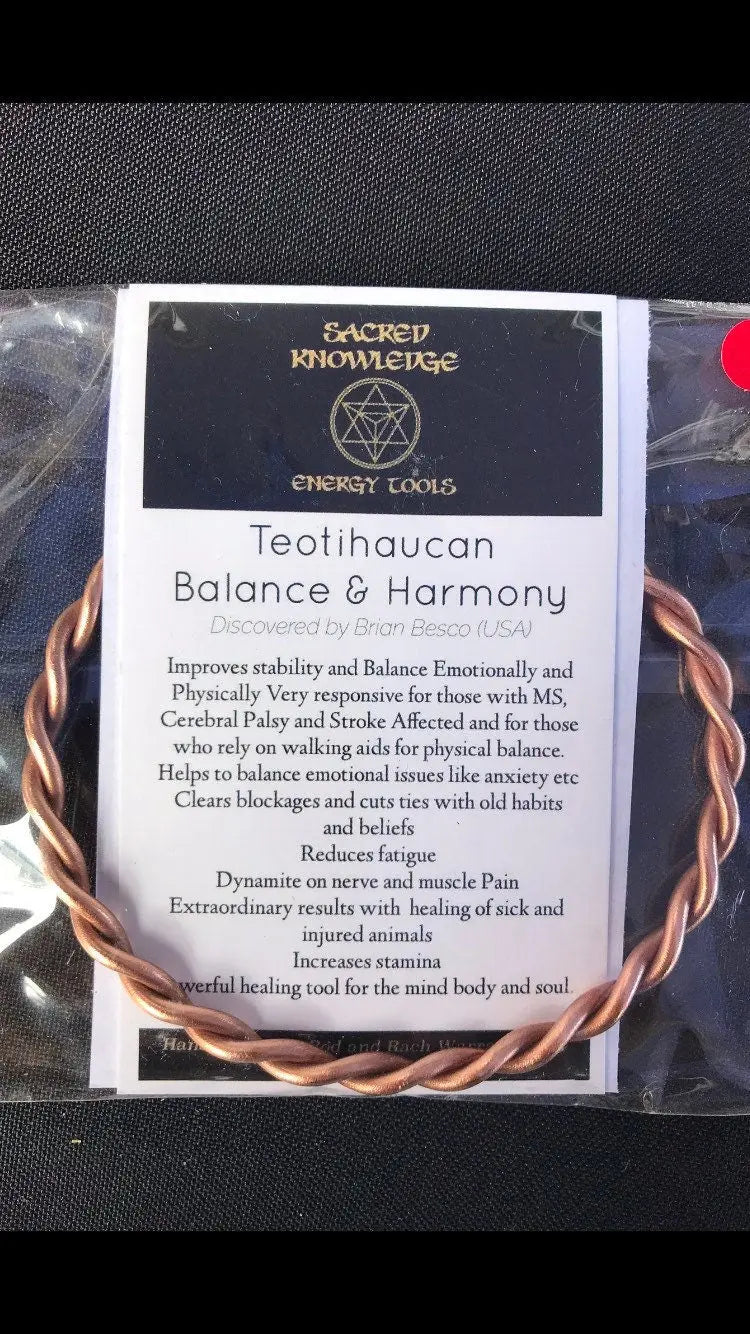 SACRED
KNOWLEDGE
ENERGY TOOLS
Teotihaucan
Balance & Harmony
Discovered by Brian Besco (USA)
Improves stability and Balance Emotionally and
Physically Very responsive for those with MS,
Cerebral Palsy and Stroke Affected and for those
who rely on walking aids for physical balance.
Helps to balance emotional issues like anxiety etc
Clears blockages and cuts ties with old habits
and beliefs
Reduces fatigue
Dynamite on nerve and muscle Pain
Extraordinary results with healing of sick and
injured animals
Increases stamina
werful healing tool for the mind body and soul.
Rod and Bach